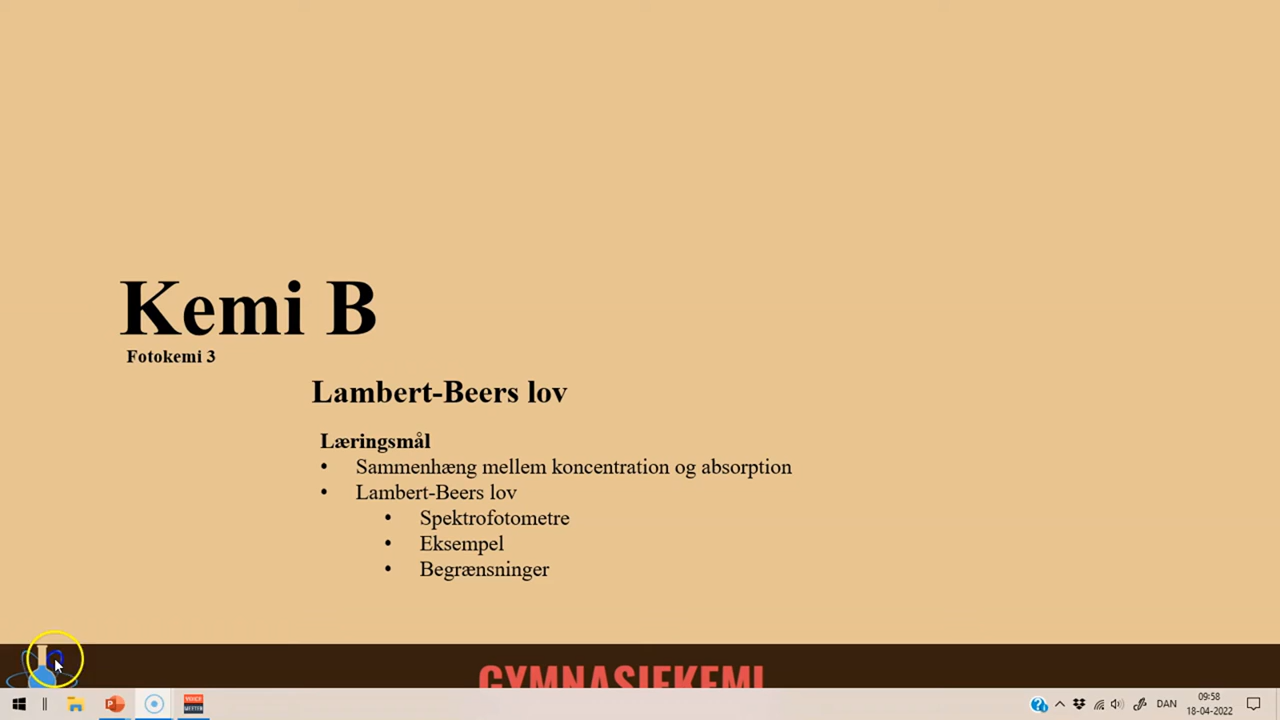 Kemi B
Fotokemi 3
Lambert-Beers lov
Læringsmål
• Sammenhæng mellem koncentration og absorption
• Lambert-Beers lov
• Spektrofotometre
• Eksempel
• Begrænsninger
GYMNASIEKEMI
DAN
09:58
18-04-2022